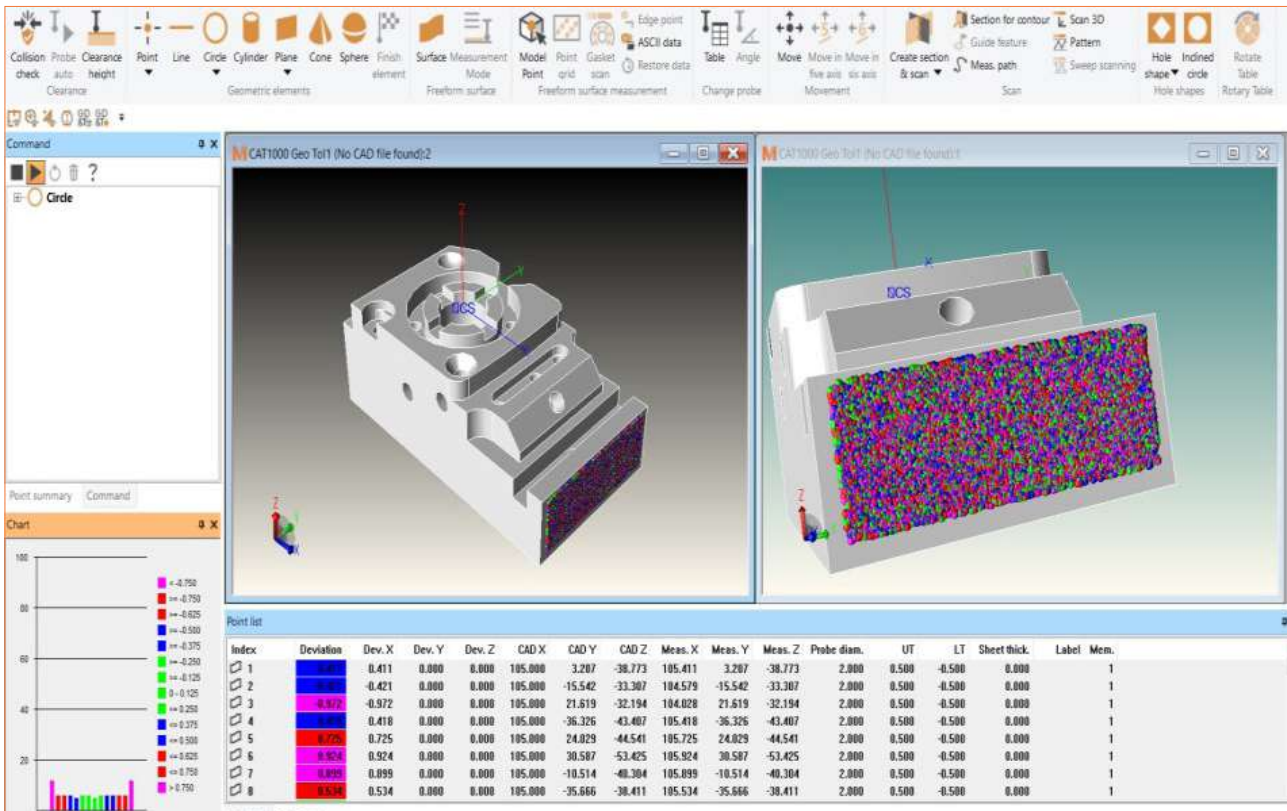 Collision check
Probe auto
Clearance height
Point
Line
Circle
Cylinder
Plane
Cone
Sphere
Finish element
Surface
Measurement Mode
Model Point
Point grid
Gasket scan
Edge point
ASCII data
Restore data
Table
Angle
Move
Move in five axis
Move in six axis
Create section & scan
Section for contour
Guide feature
Meas. path
Scan 3D
Pattern
Sweep scanning
Hole shape
Inclined circle
Rotate Table
Clearance
Geometric elements
Freeform surface
Freeform surface measurement
Change probe
Movement
Scan
Hole shapes
Rotary Table
Command
Circle
Point summary Command
Chart
100
80
60
40
20
< -0.750
>= -0.750
>= -0.625
>= -0.500
>= -0.375
>= -0.250
>= -0.125
0 - 0.125
<= 0.250
<= 0.375
<= 0.500
<= 0.625
<= 0.750
> 0.750
CAT1000 Geo Tol1 (No CAD file found):2
Z
Y
DCS
Z
Y
X
CAT1000 Geo Tol1 (No CAD file found):1
X
DCS
Z
Point list
Index Deviation Dev. X Dev. Y Dev. Z CAD X CAD Y CAD Z Meas. X Meas. Y Meas. Z Probe diam. UT LT Sheet thick. Label Mem.
1 0.411 0.411 0.000 0.000 105.000 3.207 -38.773 105.411 3.207 -38.773 2.000 0.500 -0.500 0.000 1
2 -0.421 -0.421 0.000 0.000 105.000 -15.542 -33.307 104.579 -15.542 -33.307 2.000 0.500 -0.500 0.000 1
3 -0.972 -0.972 0.000 0.000 105.000 21.619 -32.194 104.028 21.619 -32.194 2.000 0.500 -0.500 0.000 1
4 0.418 0.418 0.000 0.000 105.000 -36.326 -43.407 105.418 -36.326 -43.407 2.000 0.500 -0.500 0.000 1
5 0.725 0.725 0.000 0.000 105.000 24.029 -44.541 105.725 24.029 -44.541 2.000 0.500 -0.500 0.000 1
6 0.924 0.924 0.000 0.000 105.000 30.587 -53.425 105.924 30.587 -53.425 2.000 0.500 -0.500 0.000 1
7 0.899 0.899 0.000 0.000 105.000 -10.514 -40.304 105.899 -10.514 -40.304 2.000 0.500 -0.500 0.000 1
8 0.534 0.534 0.000 0.000 105.000 -35.666 -38.411 105.534 -35.666 -38.411 2.000 0.500 -0.500 0.000 1